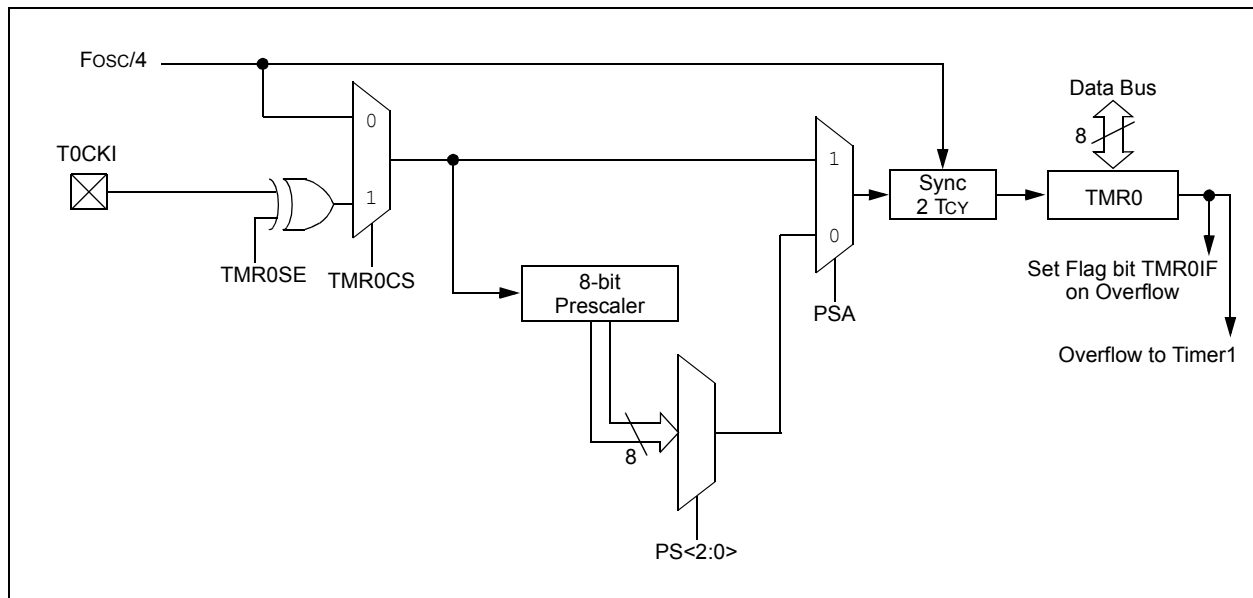 FOSC/4
Data Bus
8
T0CKI
0
1
1
0
Sync
2 TCY
TMR0
TMR0SE
TMR0CS
8-bit
Prescaler
PSA
Set Flag bit TMR0IF
on Overflow
Overflow to Timer1
8
PS<2:0>